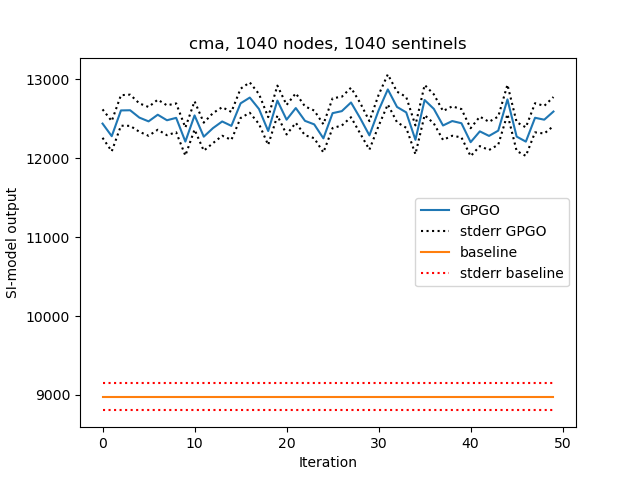 cma, 1040 nodes, 1040 sentinels
13000
12000
11000
10000
9000
SI-model output
GPGO
stderr GPGO
baseline
stderr baseline
0 10 20 30 40 50
Iteration